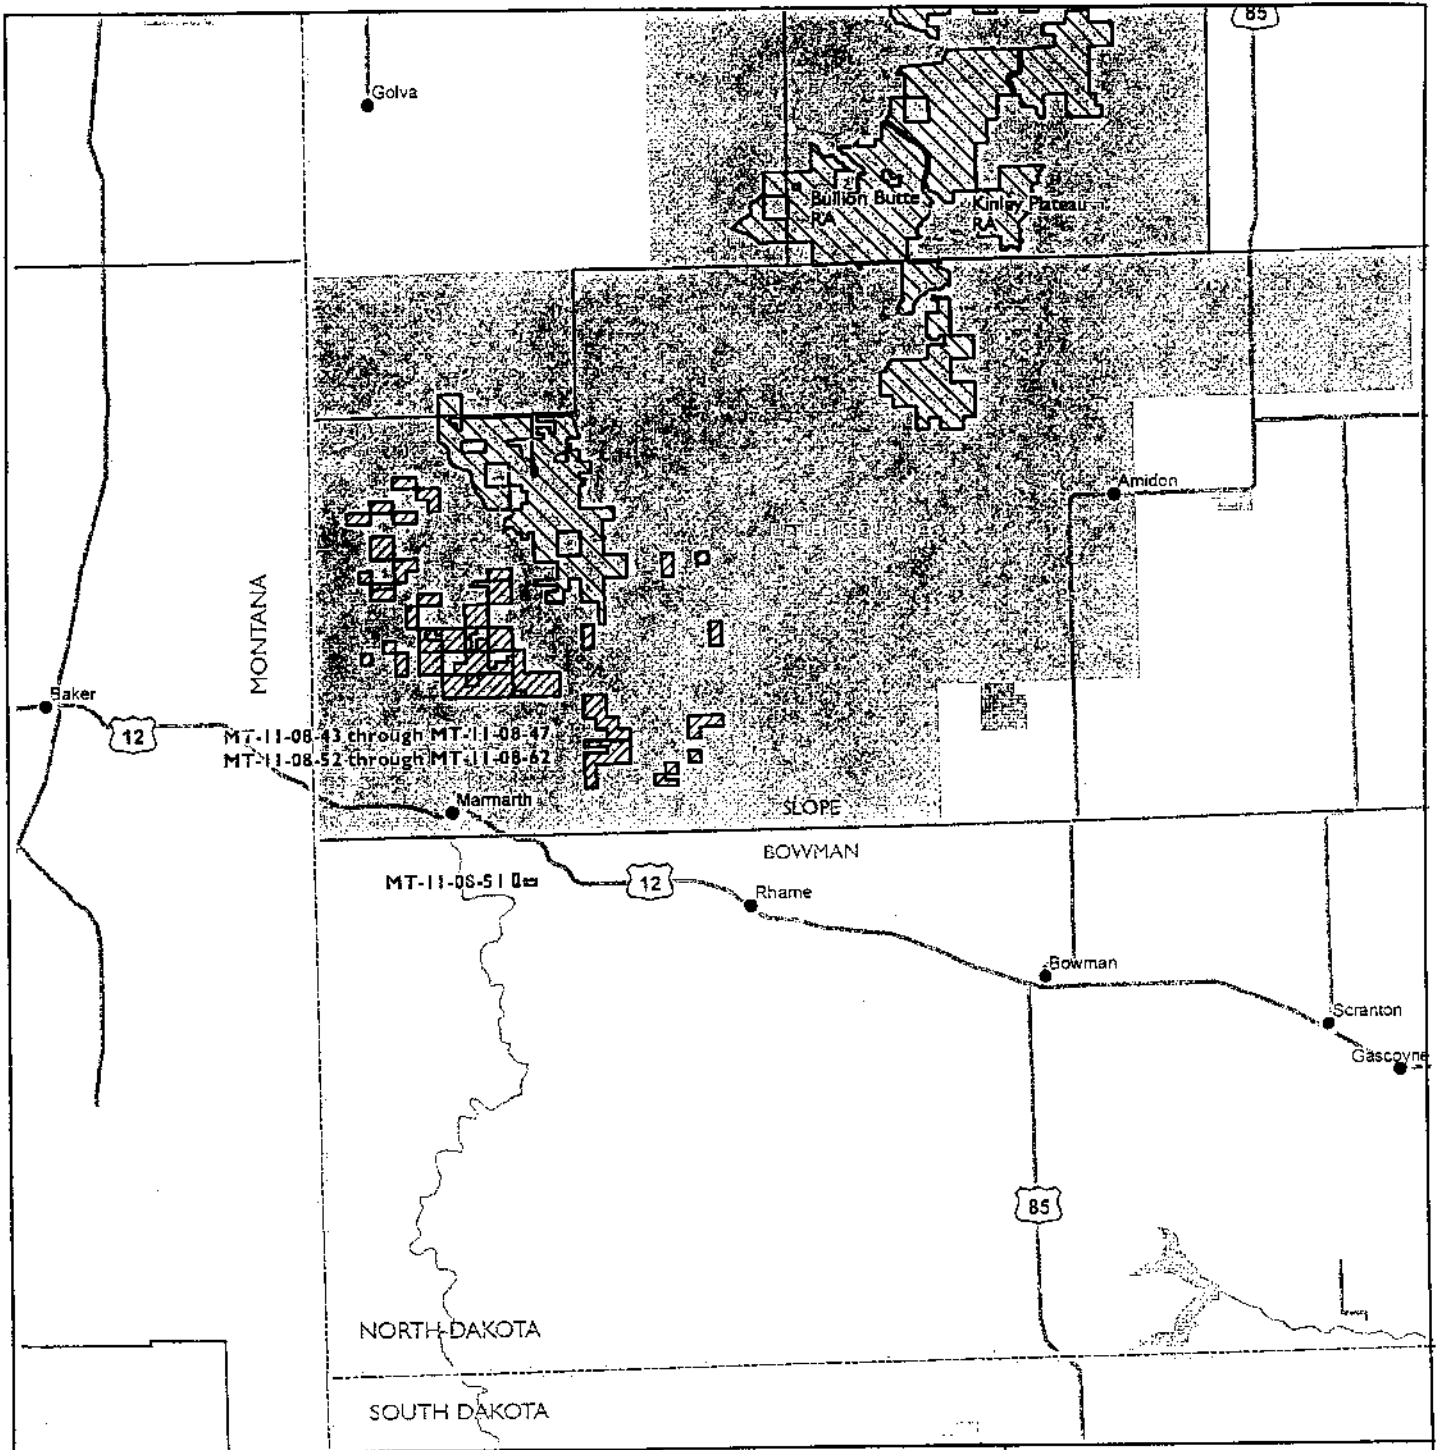 85
Golva
Bullion Butte
RA
Kinley Plateau
RA
Amidon
MONTANA
Baker
12
MT-11-08-43 through MT-11-08-47
MT-11-08-52 through MT-11-08-62
Marmarth
SLOPE
BOWMAN
MT-11-08-51
12
Rhame
Bowman
Scranton
Gascoyne
85
NORTH DAKOTA
SOUTH DAKOTA